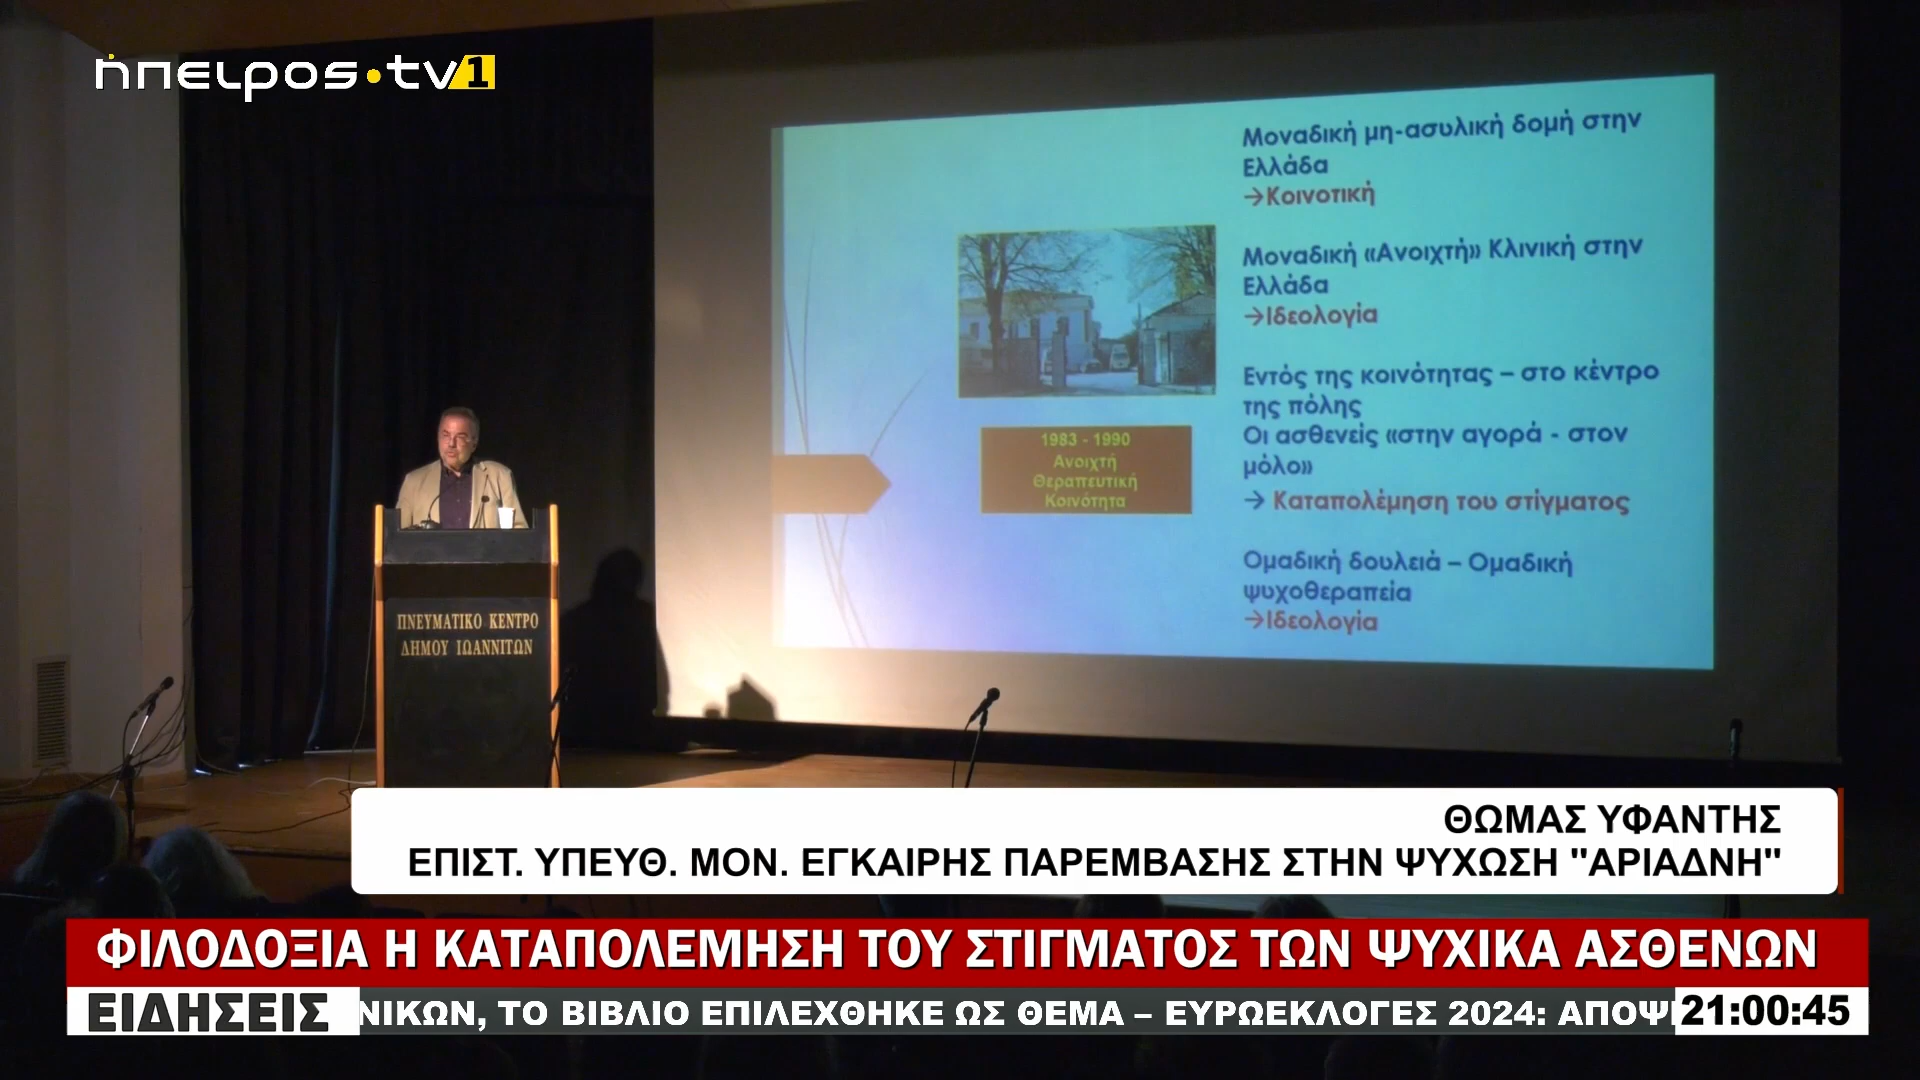 ήπειρος.tv1
Μοναδική μη-ασυλική δομή στην
Ελλάδα
→Κοινοτική
Μοναδική «Ανοιχτή» Κλινική στην
Ελλάδα
→Ιδεολογία
Εντός της κοινότητας – στο κέντρο
της πόλης
Οι ασθενείς «στην αγορά - στον
μόλο»
→ Καταπολέμηση του στίγματος
Ομαδική δουλειά – Ομαδική
ψυχοθεραπεία
→Ιδεολογία
1983 - 1990
Ανοιχτή
Θεραπευτική
Κοινότητα
ΠΝΕΥΜΑΤΙΚΟ ΚΕΝΤΡΟ
ΔΗΜΟΥ ΙΩΑΝΝΙΤΩΝ
ΘΩΜΑΣ ΥΦΑΝΤΗΣ
ΕΠΙΣΤ. ΥΠΕΥΘ. ΜΟΝ. ΕΓΚΑΙΡΗΣ ΠΑΡΕΜΒΑΣΗΣ ΣΤΗΝ ΨΥΧΩΣΗ "ΑΡΙΑΔΝΗ"
ΦΙΛΟΔΟΞΙΑ Η ΚΑΤΑΠΟΛΕΜΗΣΗ ΤΟΥ ΣΤΙΓΜΑΤΟΣ ΤΩΝ ΨΥΧΙΚΑ ΑΣΘΕΝΩΝ
ΕΙΔΗΣΕΙΣ ΝΙΚΩΝ, ΤΟ ΒΙΒΛΙΟ ΕΠΙΛΕΧΘΗΚΕ ΩΣ ΘΕΜΑ – ΕΥΡΩΕΚΛΟΓΕΣ 2024: ΑΠΟΨ 21:00:45